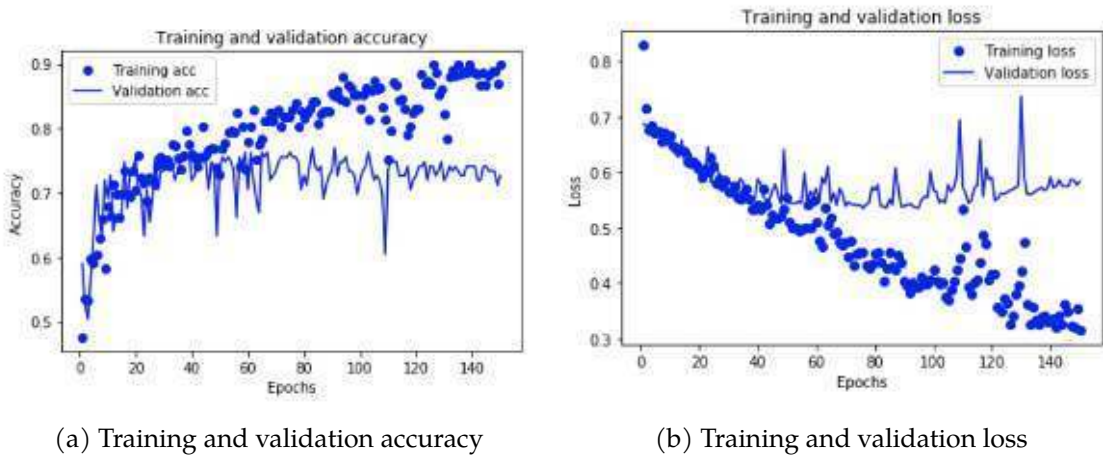 Training and validation accuracy
Training acc
Validation acc
Accuracy
0.9
0.8
0.7
0.6
0.5
0 20 40 60 80 100 120 140
Epochs
(a) Training and validation accuracy
Training and validation loss
Training loss
Validation loss
Loss
0.8
0.7
0.6
0.5
0.4
0.3
0 20 40 60 80 100 120 140
Epochs
(b) Training and validation loss